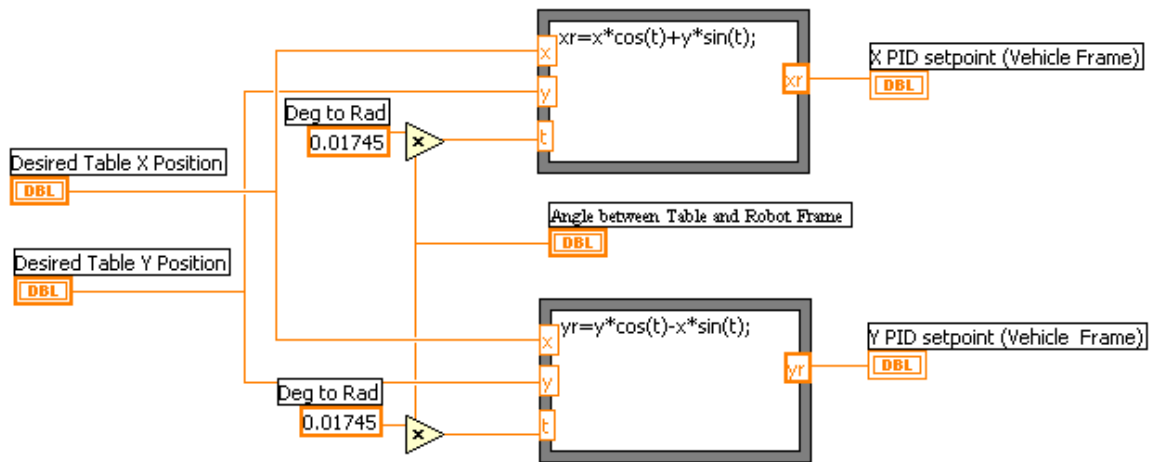 xr=x*cos(t)+y*sin(t);
x
y
t
xr
X PID setpoint (Vehicle Frame)
DBL
Deg to Rad
0.01745
x
Desired Table X Position
DBL
Angle between Table and Robot Frame
DBL
Desired Table Y Position
DBL
yr=y*cos(t)-x*sin(t);
x
y
t
yr
Y PID setpoint (Vehicle Frame)
DBL
Deg to Rad
0.01745
x